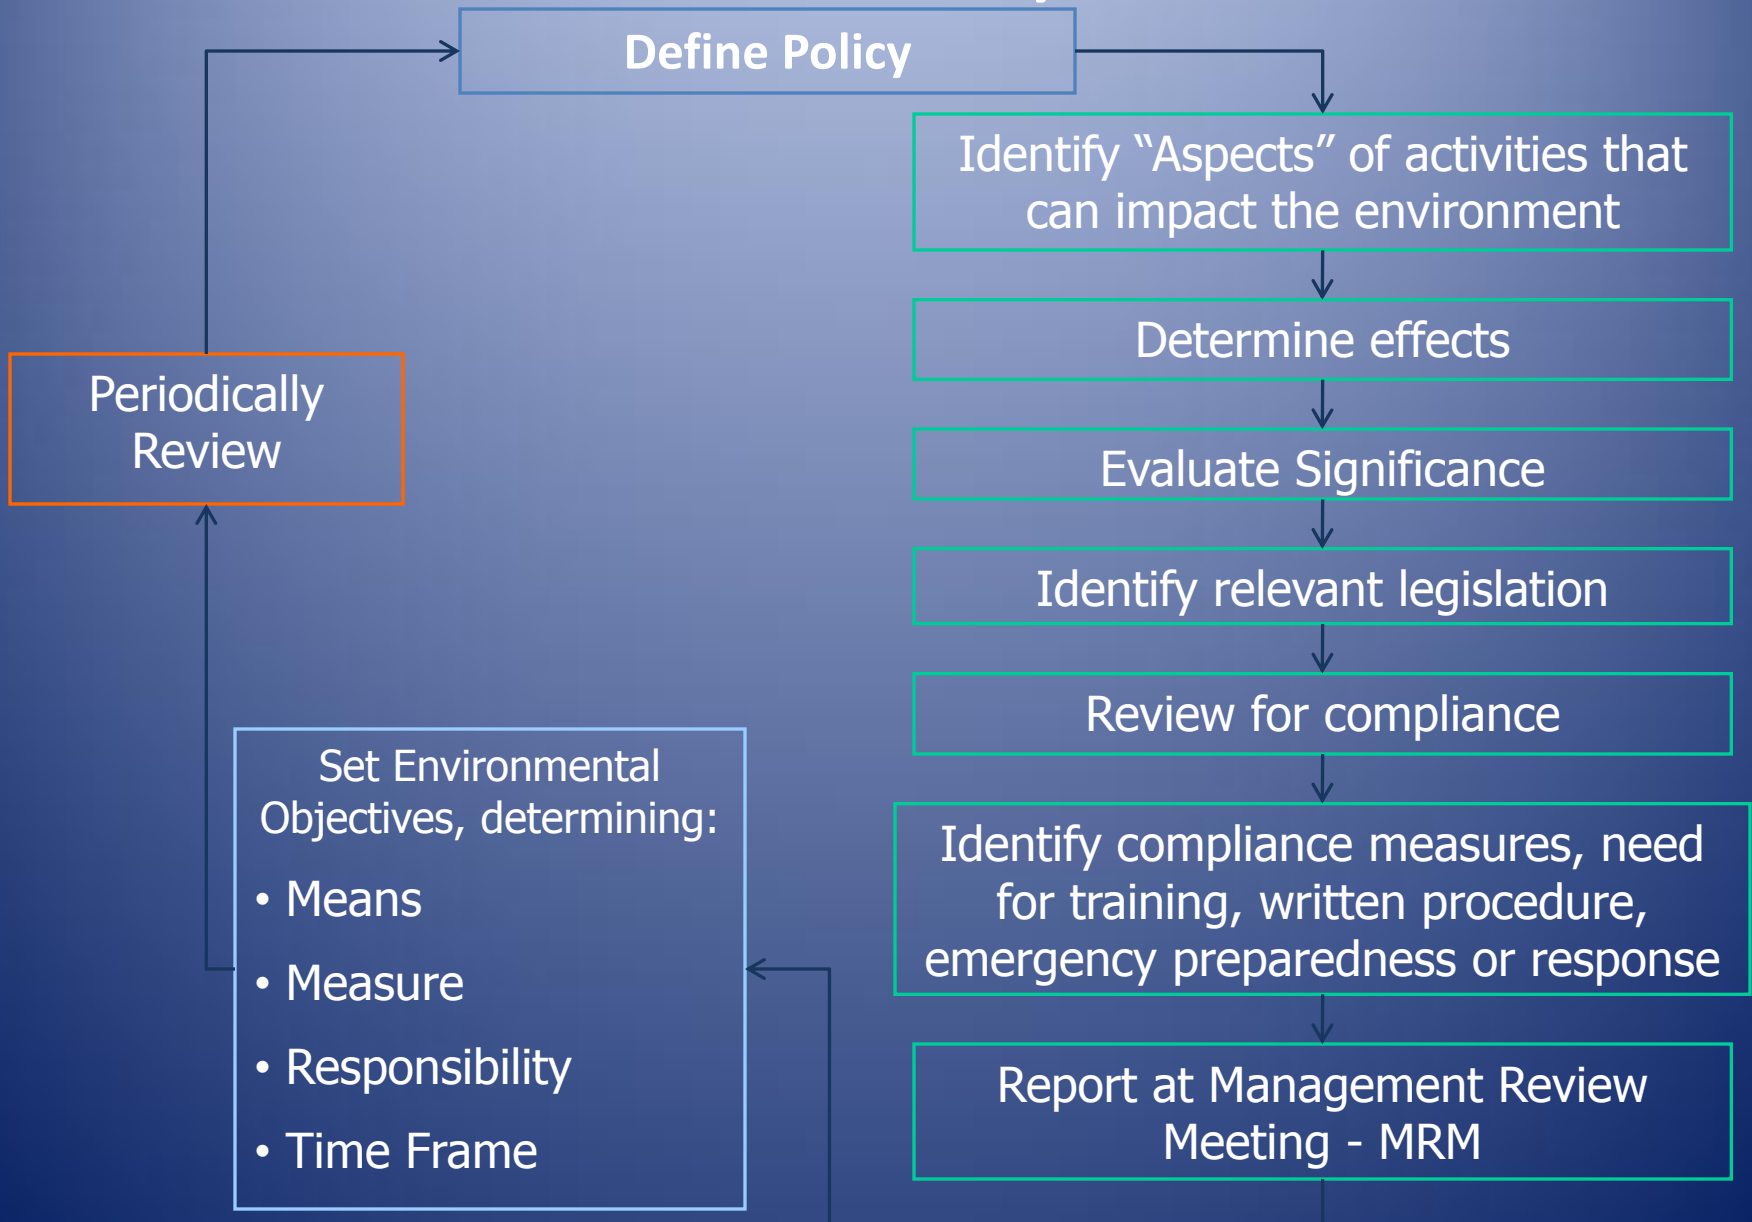 Define Policy
Identify “Aspects” of activities that
can impact the environment
Determine effects
Evaluate Significance
Identify relevant legislation
Review for compliance
Identify compliance measures, need
for training, written procedure,
emergency preparedness or response
Report at Management Review
Meeting - MRM
Set Environmental
Objectives, determining:
• Means
• Measure
• Responsibility
• Time Frame
Periodically
Review